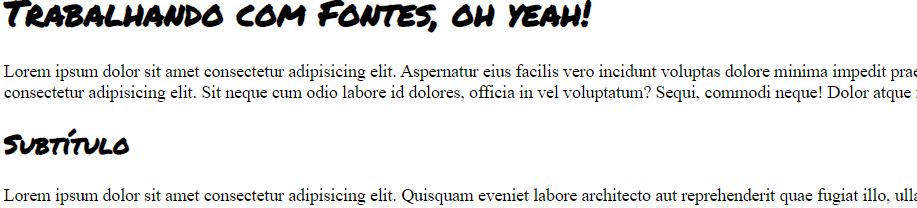 Trabalhando com Fontes, oh yeah!
Lorem ipsum dolor sit amet consectetur adipisicing elit. Aspernatur eius facilis vero incidunt voluptas dolore minima impedit prae
consectetur adipisicing elit. Sit neque cum odio labore id dolores, officia in vel voluptatum? Sequi, commodi neque! Dolor atque
Subtítulo
Lorem ipsum dolor sit amet consectetur adipisicing elit. Quisquam eveniet labore architecto aut reprehenderit quae fugiat illo, ulla